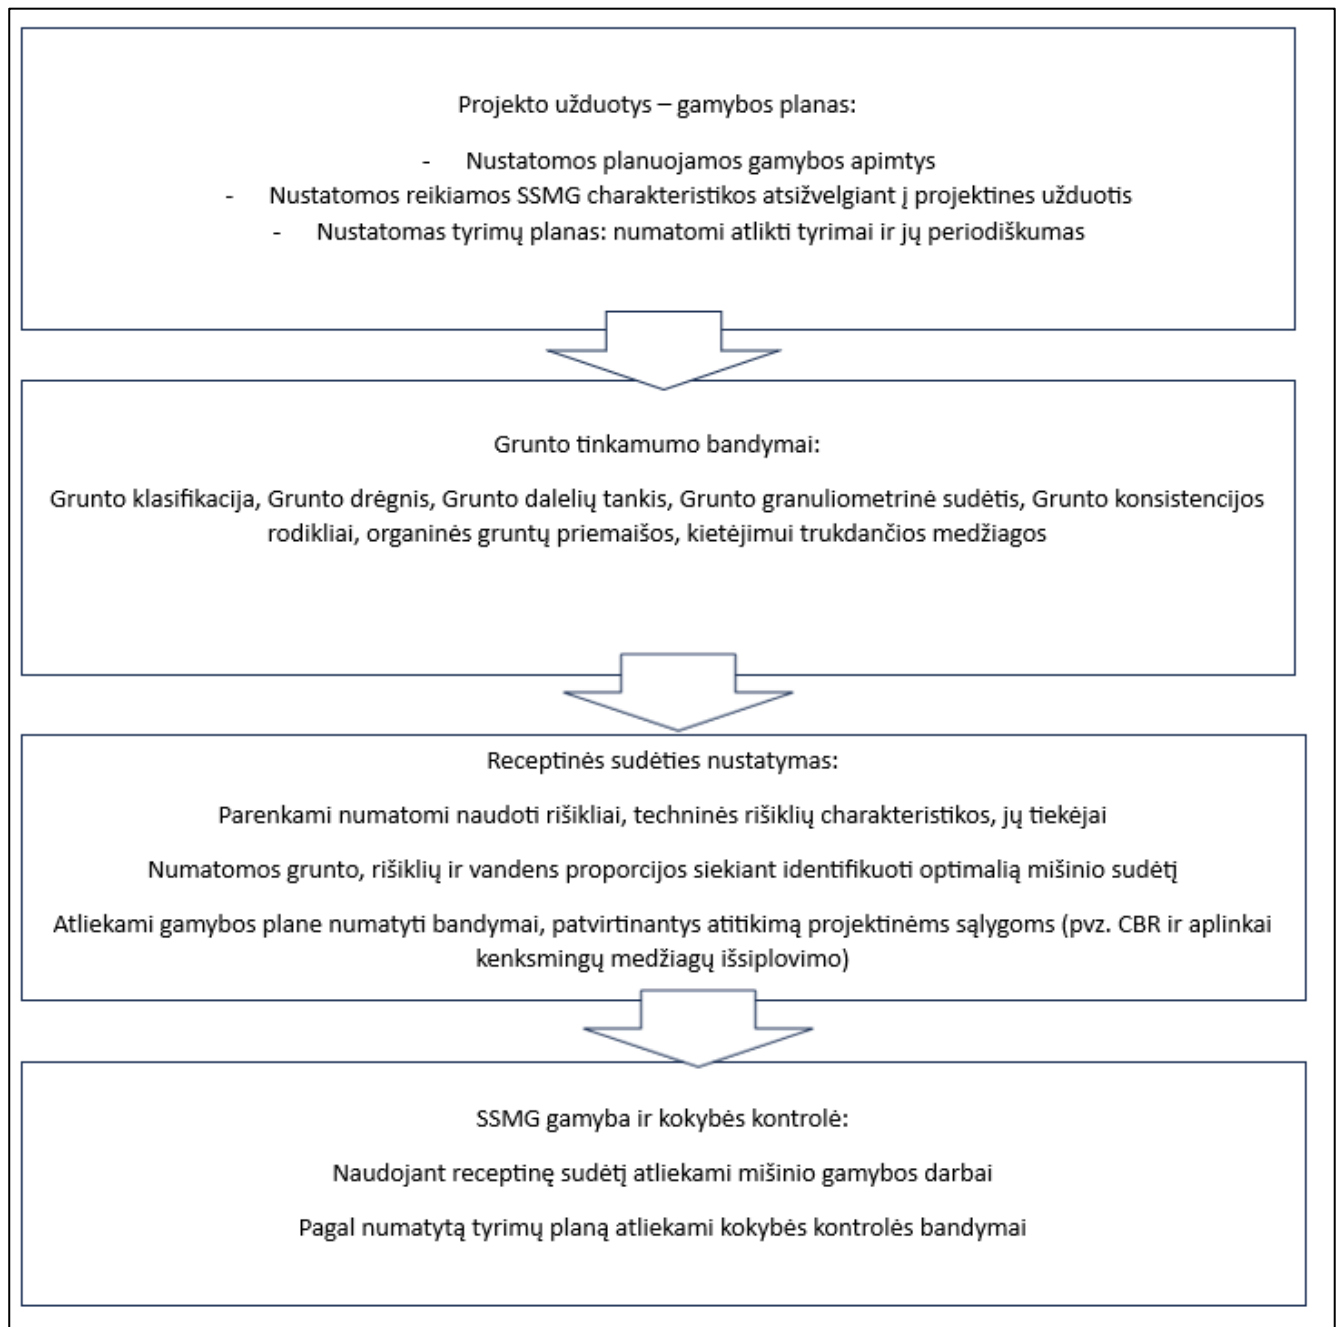 Projekto užduotys – gamybos planas:
- Nustatomos planuojamos gamybos apimtys
- Nustatomos reikiamos SSMG charakteristikos atsižvelgiant į projektines užduotis
- Nustatomas tyrimų planas: numatomi atlikti tyrimai ir jų periodiškumas
Grunto tinkamumo bandymai:
Grunto klasifikacija, Grunto drėgnis, Grunto dalelių tankis, Grunto granuliometrinė sudėtis, Grunto konsistencijos
rodikliai, organinės gruntų priemaišos, kietėjimui trukdančios medžiagos
Receptinės sudėties nustatymas:
Parenkami numatomi naudoti rišikliai, techninės rišiklių charakteristikos, jų tiekėjai
Numatomos grunto, rišiklių ir vandens proporcijos siekiant identifikuoti optimalią mišinio sudėtį
Atliekami gamybos plane numatyti bandymai, patvirtinantys atitikimą projektinėms sąlygoms (pvz. CBR ir aplinkai
kenksmingų medžiagų išsiplovimo)
SSMG gamyba ir kokybės kontrolė:
Naudojant receptinę sudėtį atliekami mišinio gamybos darbai
Pagal numatytą tyrimų planą atliekami kokybės kontrolės bandymai